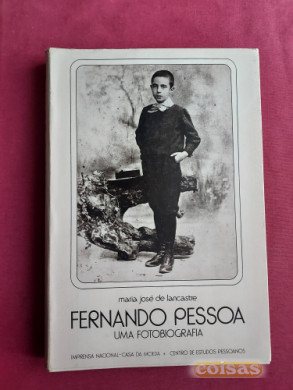 maria josé de lancastre
FERNANDO PESSOA
UMA FOTOBIOGRAFIA
IMPRENSA NACIONAL - CASA DA MOEDA • CENTRO DE ESTUDOS PESSOANOS
coisas